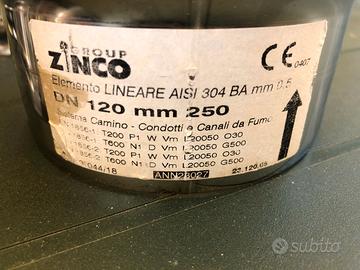 GROUP
ZINCO
CE 0407
Elemento LINEARE AISI 304 BA mm 0.5
DN 120 mm 250
Camino - Condotti e Canali da Fumo
T200 P1 W Vm L20050 O30
T600 N1 D Vm L20050 G500
T200 P1 W Vm L20050 O30
T600 N1 D Vm L20050 G500
ANN28027
subito